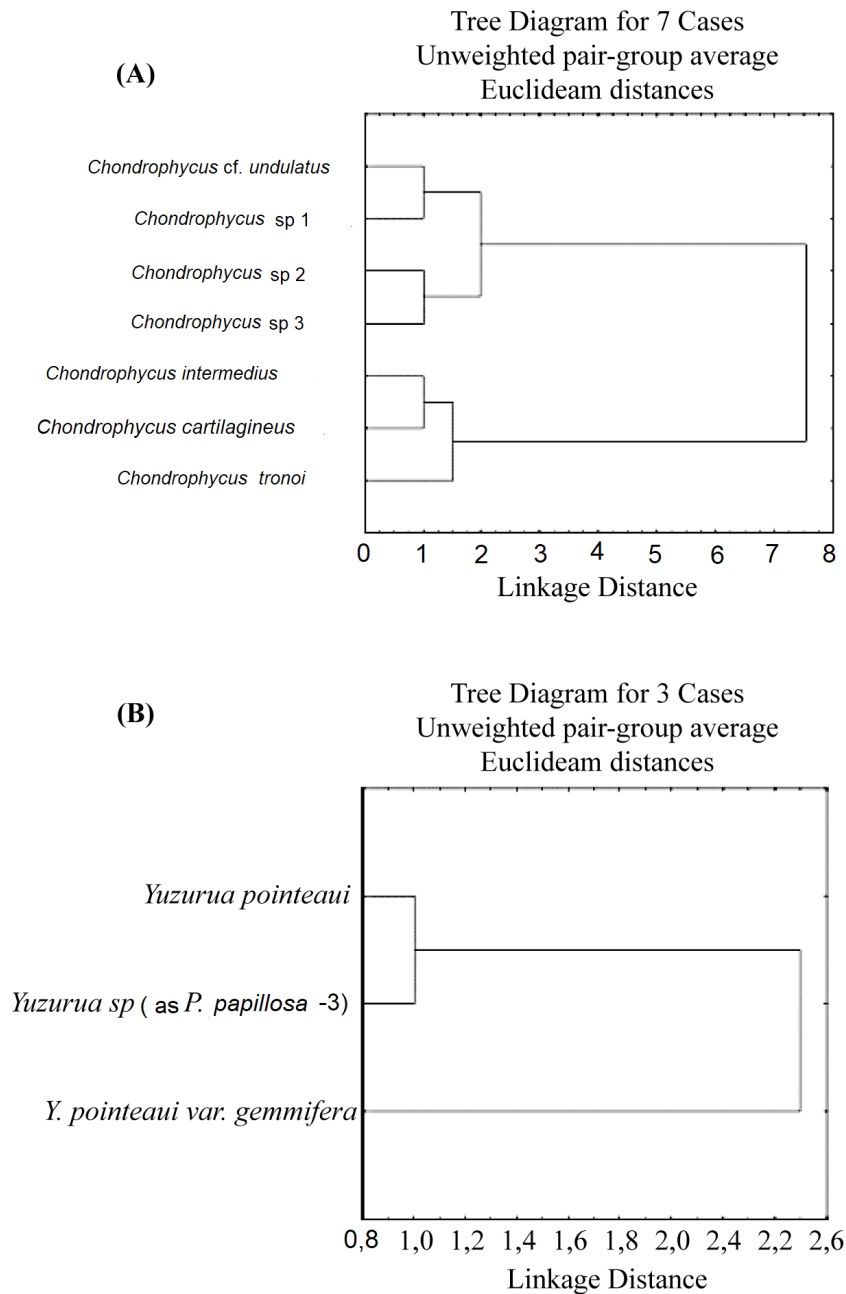 (A)
Tree Diagram for 7 Cases
Unweighted pair-group average
Euclideam distances
Chondrophycus cf. undulatus
Chondrophycus sp 1
Chondrophycus sp 2
Chondrophycus sp 3
Chondrophycus intermedius
Chondrophycus cartilagineus
Chondrophycus tronoi
0 1 2 3 4 5 6 7 8
Linkage Distance
(B)
Tree Diagram for 3 Cases
Unweighted pair-group average
Euclideam distances
Yuzurua pointeaui
Yuzurua sp ( as P. papillosa -3)
Y. pointeaui var. gemmifera
0,8 1,0 1,2 1,4 1,6 1,8 2,0 2,4 2,2 2,6
Linkage Distance